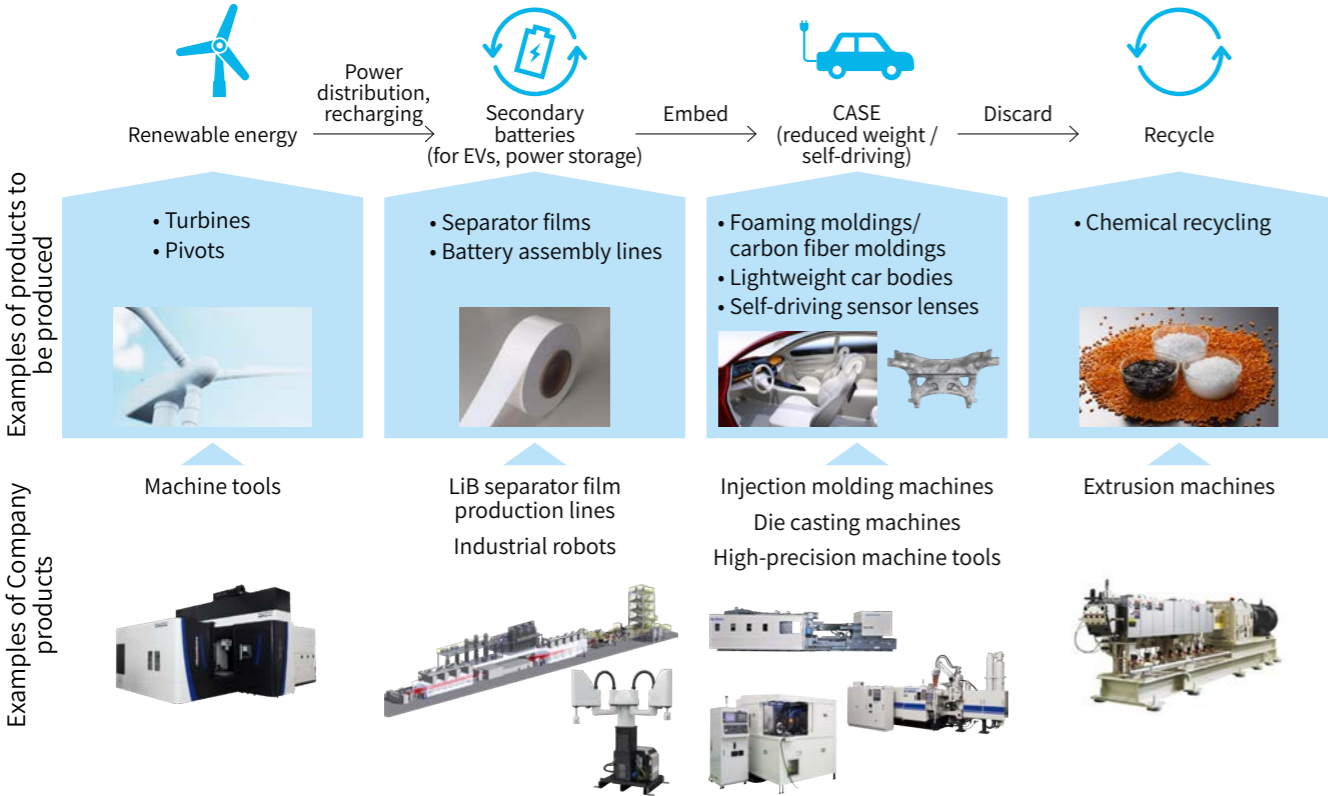 Power
distribution,
recharging
Renewable energy
Secondary
batteries
(for EVs, power storage)
Embed
CASE
(reduced weight /
self-driving)
Discard
Recycle
Examples of products to
be produced
• Turbines
• Pivots
• Separator films
• Battery assembly lines
• Foaming moldings/
carbon fiber moldings
• Lightweight car bodies
• Self-driving sensor lenses
• Chemical recycling
Examples of Company
products
Machine tools
LiB separator film
production lines
Industrial robots
Injection molding machines
Die casting machines
High-precision machine tools
Extrusion machines